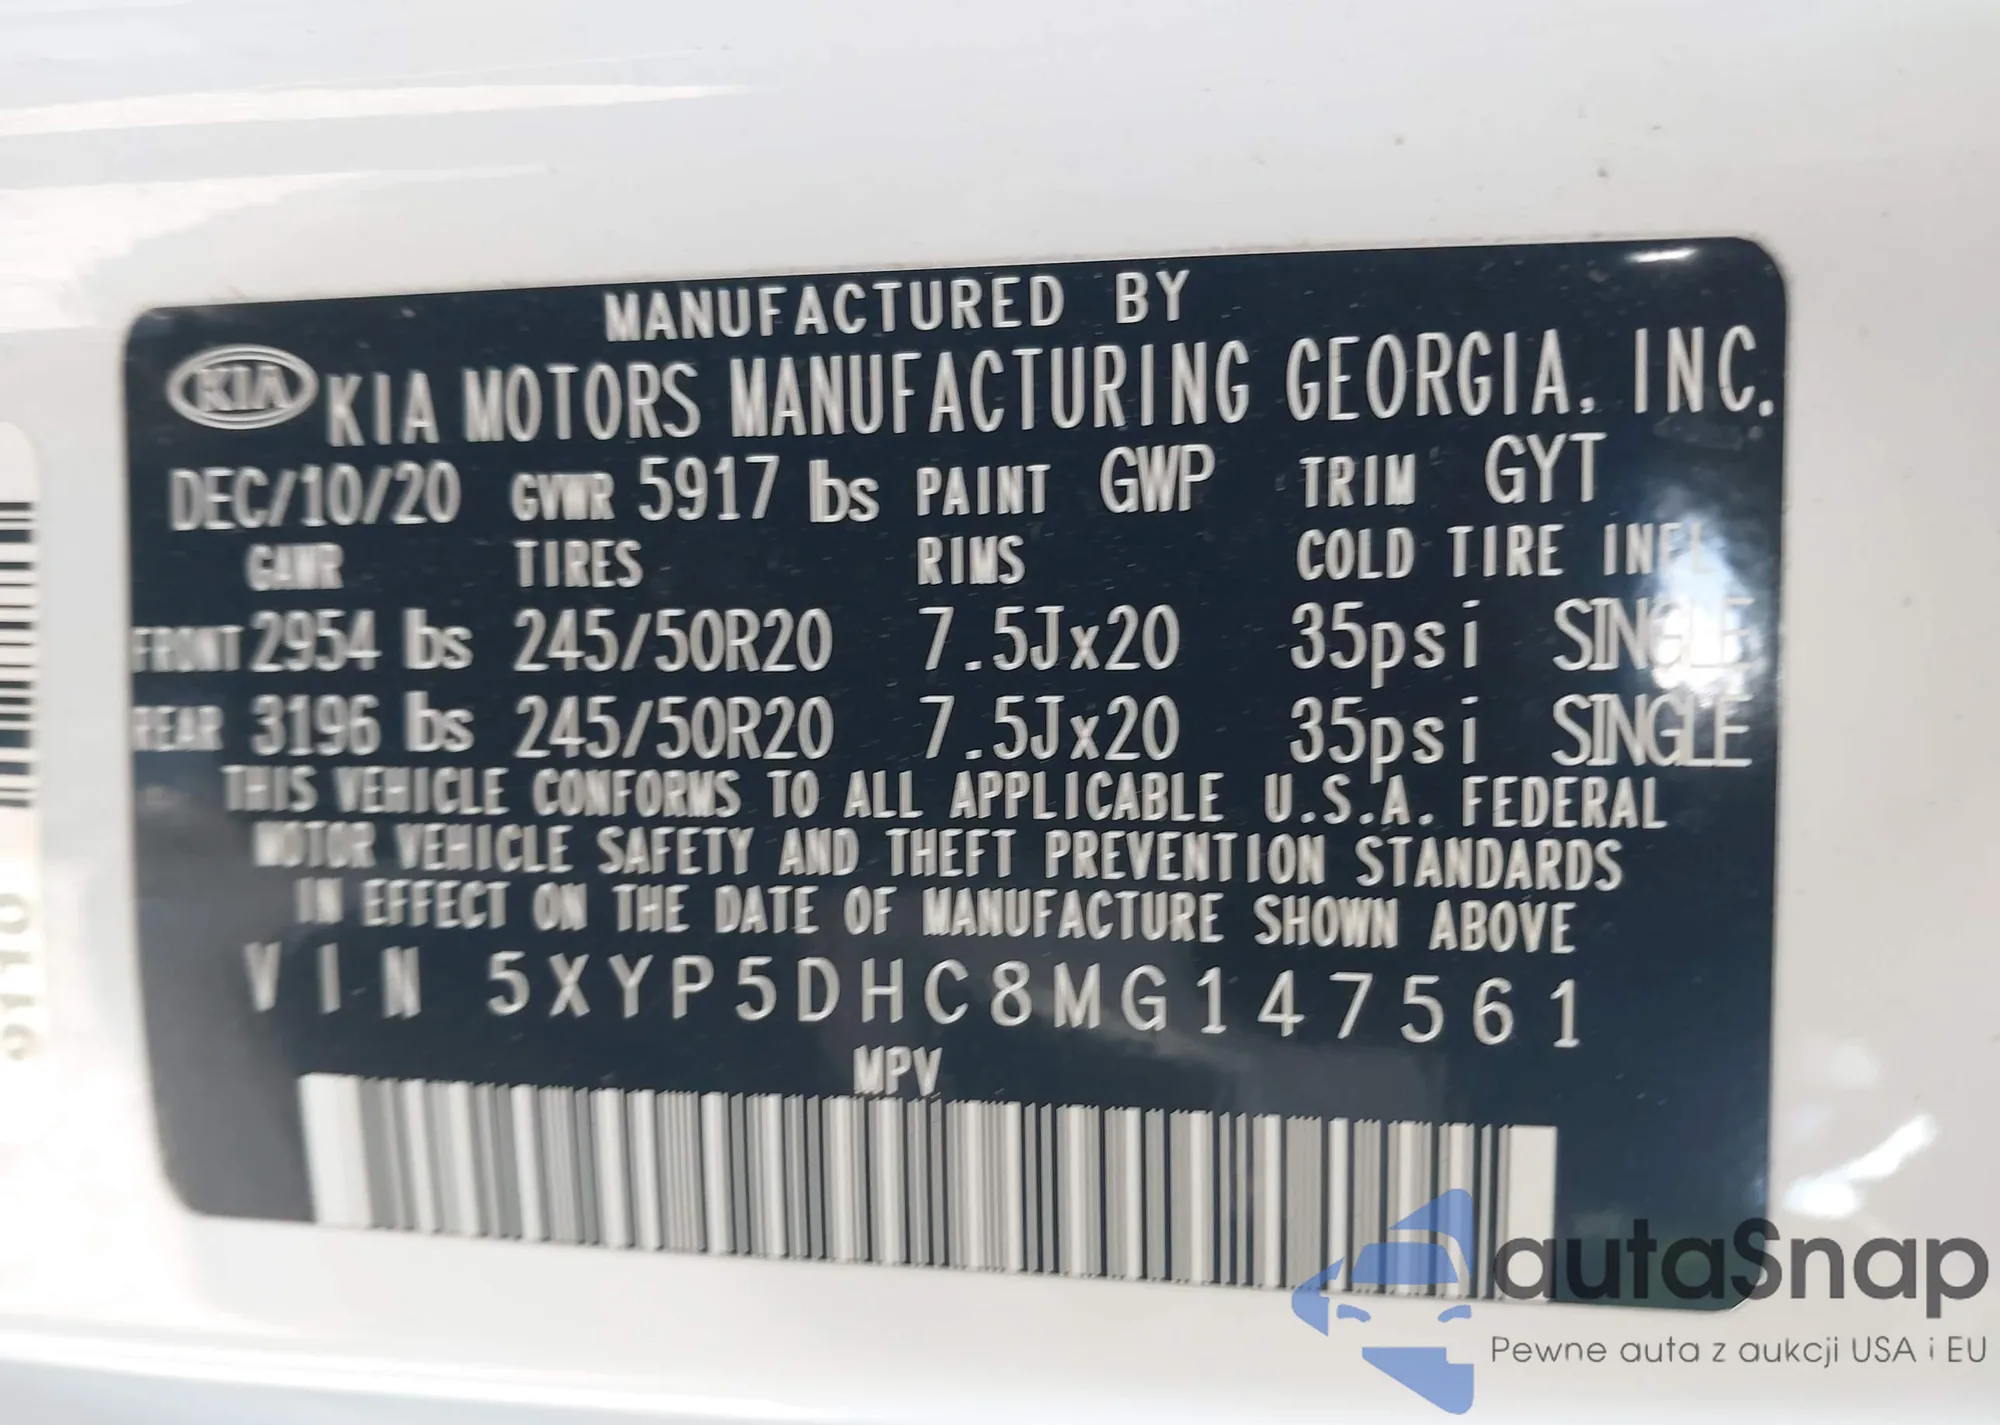 MANUFACTURED BY
KIA KIA MOTORS MANUFACTURING GEORGIA, INC.
DEC/10/20 GVWR 5917 lbs PAINT GWP TRIM GYT
GAWR TIRES RIMS COLD TIRE INFL
FRONT 2954 lbs 245/50R20 7.5Jx20 35psi SINGLE
REAR 3196 lbs 245/50R20 7.5Jx20 35psi SINGLE
THIS VEHICLE CONFORMS TO ALL APPLICABLE U.S.A. FEDERAL
MOTOR VEHICLE SAFETY AND THEFT PREVENTION STANDARDS
IN EFFECT ON THE DATE OF MANUFACTURE SHOWN ABOVE
VIN 5XYP5DHC8MG147561
MPV
autaSnap
Pewne auta z aukcji USA i EU